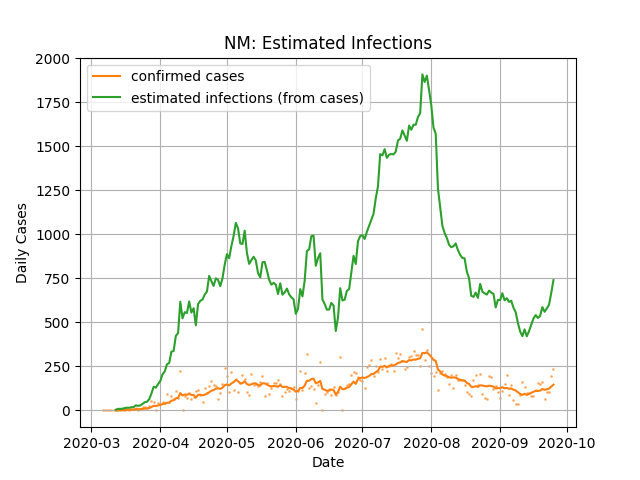 NM: Estimated Infections
confirmed cases
estimated infections (from cases)
Daily Cases
2000
1750
1500
1250
1000
750
500
250
0
2020-03 2020-04 2020-05 2020-06 2020-07 2020-08 2020-09 2020-10
Date